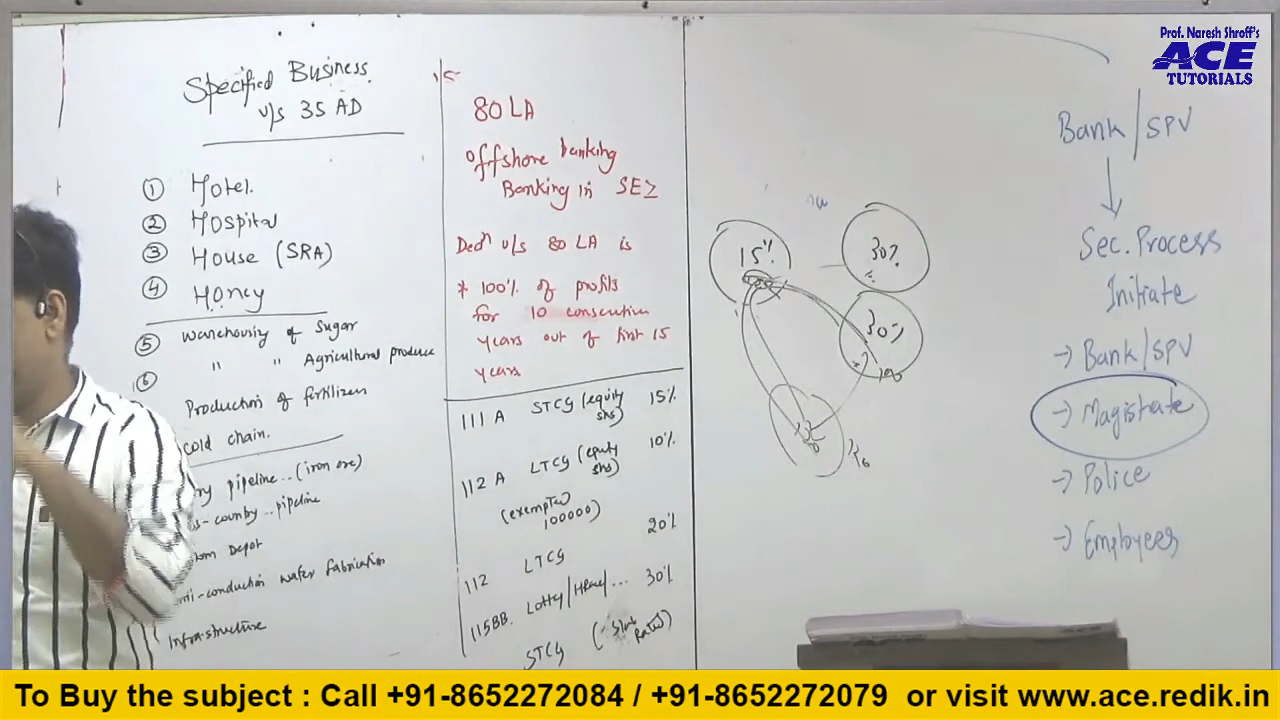 Prof. Naresh Shroff's
ACE
TUTORIALS
Specified Business
u/s 35 AD
① Hotel.
② Hospital
③ House (SRA)
④ Honey
⑤ Warehousing of Sugar
⑥ " " Agricultural produce
Production of fertilizers
cold chain.
pipeline...(iron ore)
country...pipeline
Depot
conductor wafer fabrication
Infrastructure
80 LA
offshore banking
Banking in SEZ
Dedn u/s 80 LA is
* 100% of profits
for 10 consecutive
years out of first 15
years
111 A STCG (equity shs) 15%
112 A LTCG (equity shs) 10%
(exempted 100000)
112 LTCG 20%
115BB. Lottery/HRace/... 30%
STCG (Slab Rates)
15%
30%
30%
Bank/SPV
Sec. Process
Initiate
→ Bank/SPV
→ Magistrate
→ Police
→ Employees
To Buy the subject : Call +91-8652272084 / +91-8652272079 or visit www.ace.redik.in